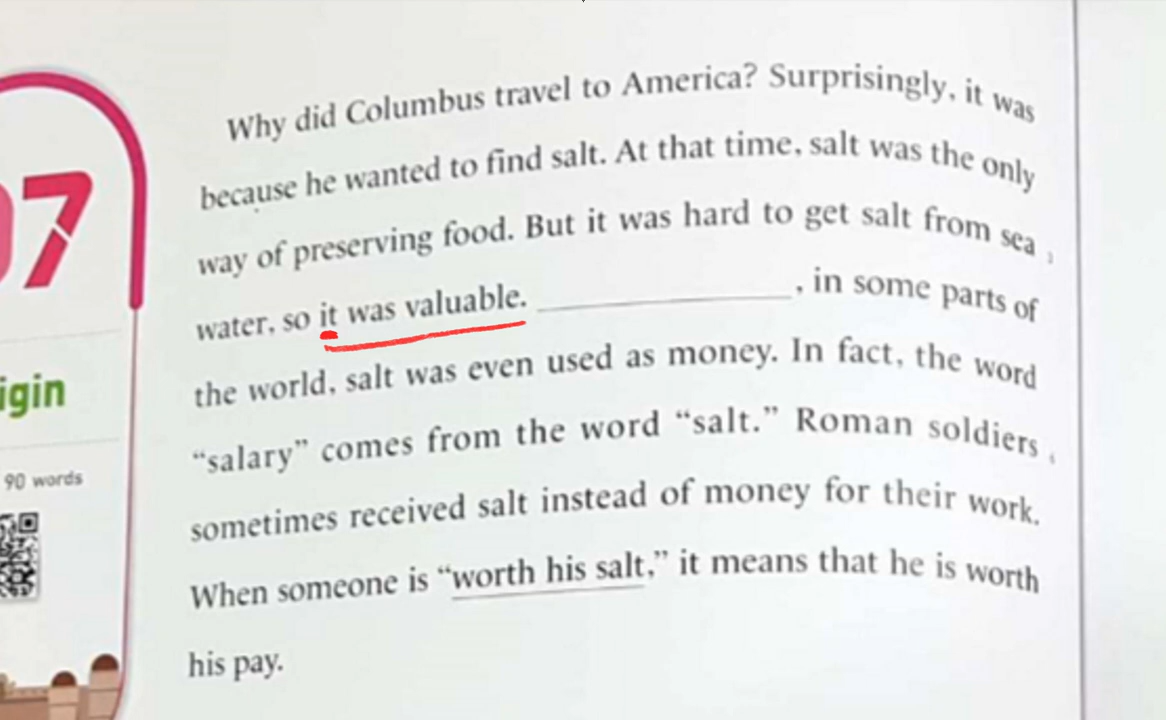 07
igin
90 words
Why did Columbus travel to America? Surprisingly, it was
because he wanted to find salt. At that time, salt was the only
way of preserving food. But it was hard to get salt from sea
water, so it was valuable. ____________, in some parts of
the world, salt was even used as money. In fact, the word
“salary” comes from the word “salt.” Roman soldiers
sometimes received salt instead of money for their work.
When someone is “worth his salt,” it means that he is worth
his pay.